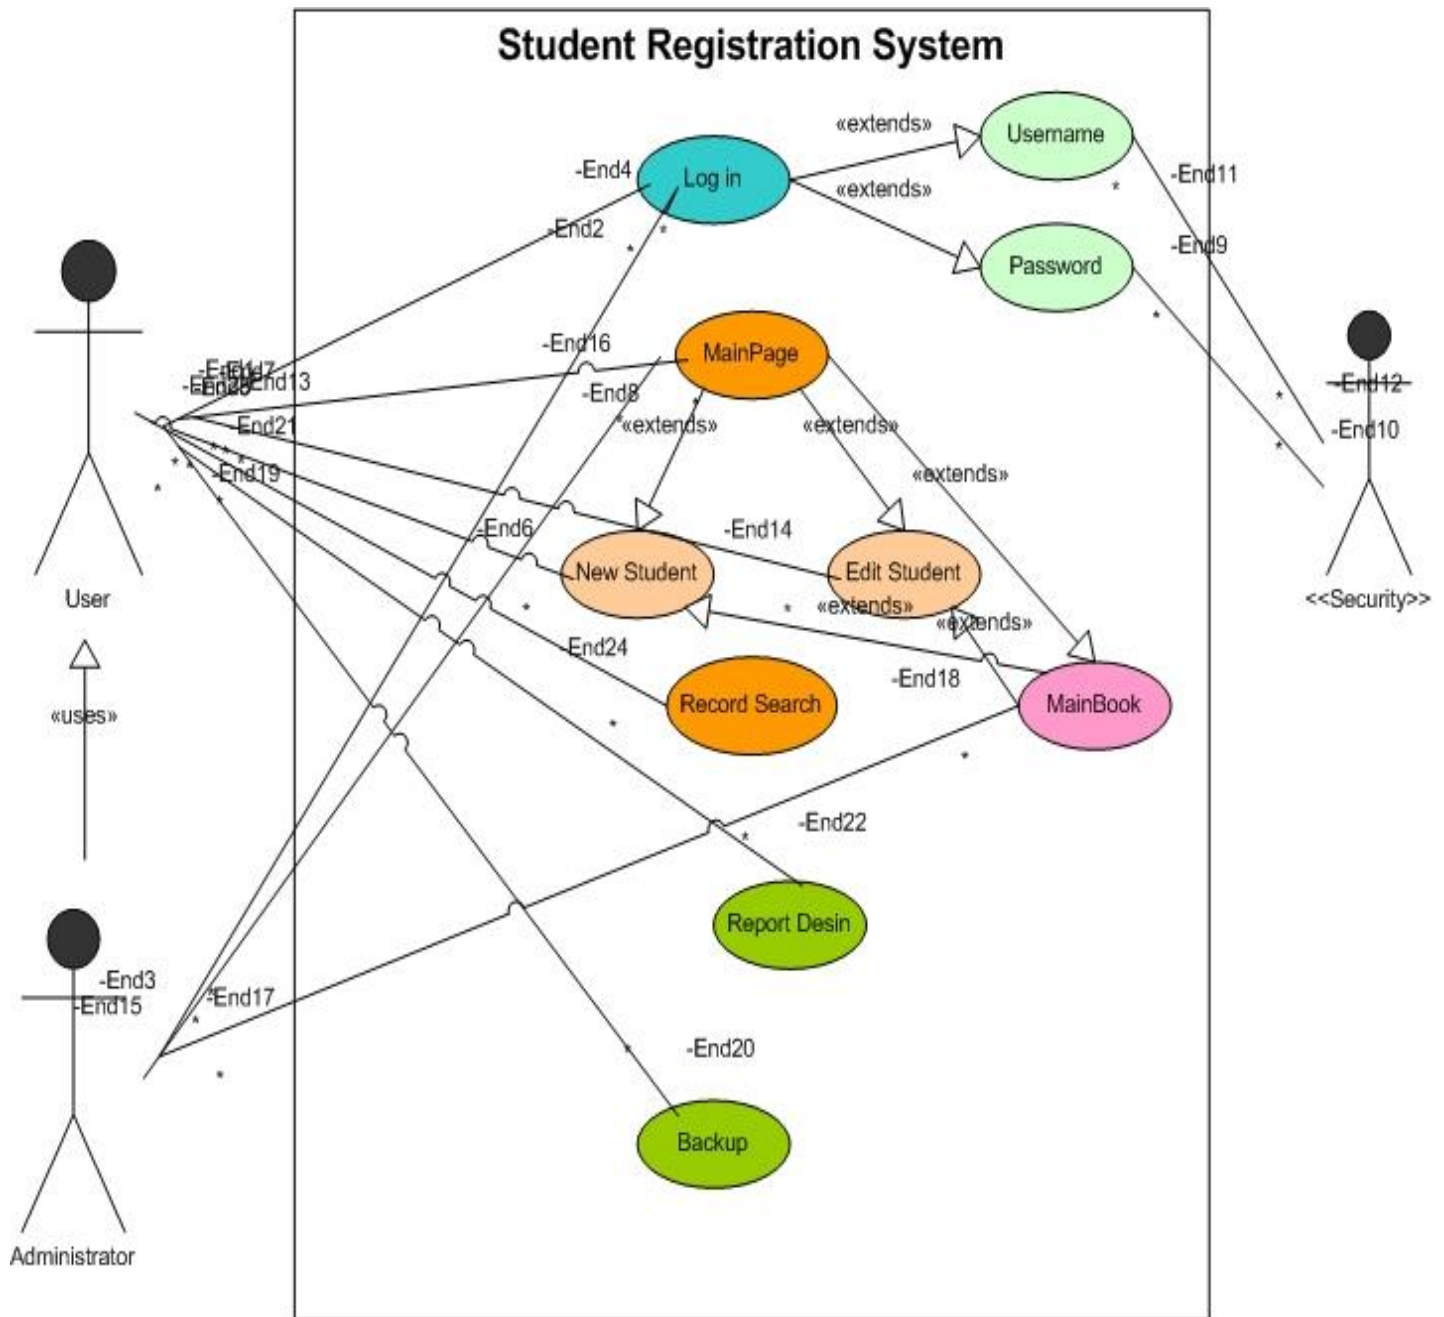 Student Registration System
«extends»
Username
-End4
Log in
-End11
«extends»
-End2
-End9
Password
-End16
MainPage
-End12
-End13
-End8
«extends»
«extends»
-End10
-End21
-End19
«extends»
-End6
-End14
New Student
Edit Student
User
«extends»
<<Security>>
«extends»
-End24
-End18
Record Search
MainBook
«uses»
-End22
Report Desin
-End3
-End17
-End15
-End20
Backup
Administrator